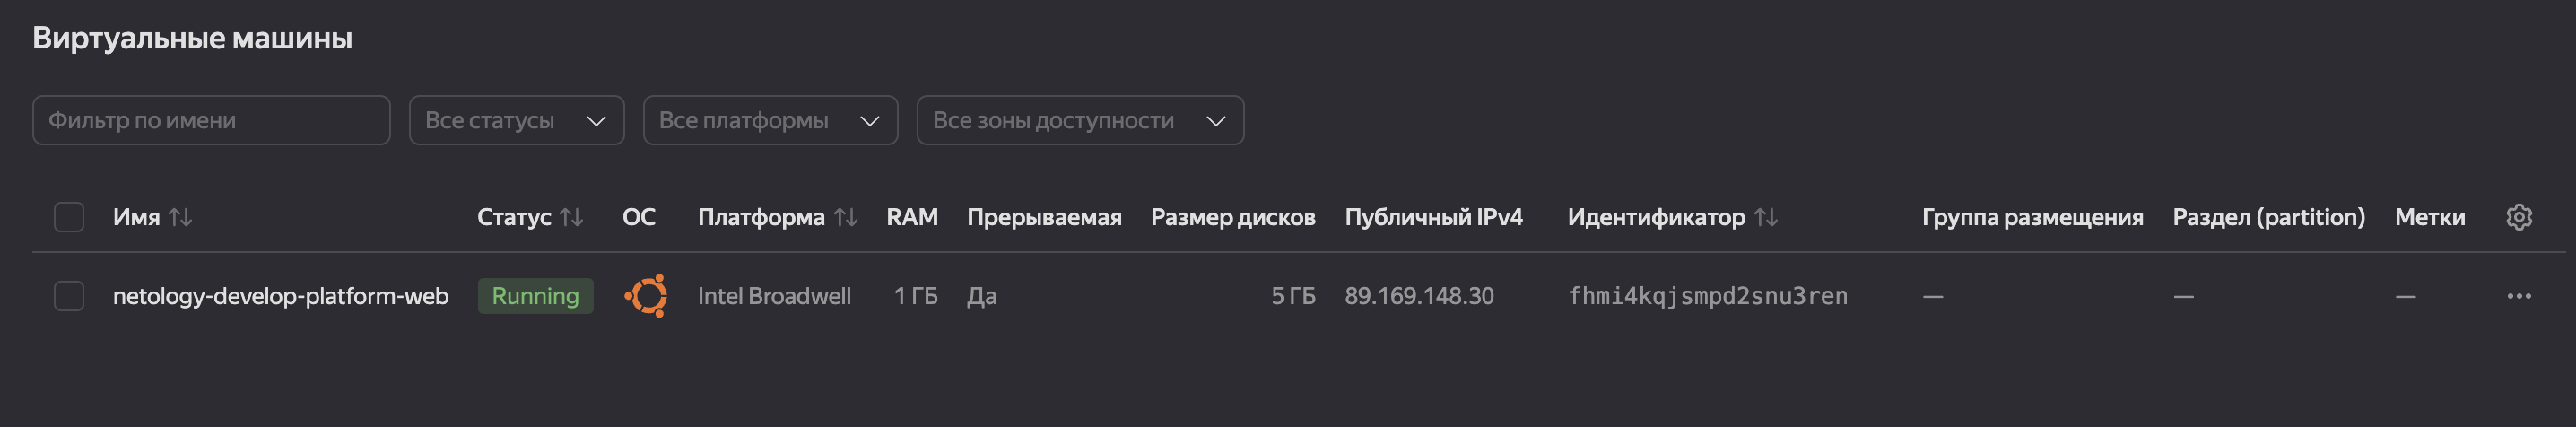 Виртуальные машины
Фильтр по имени Все статусы Все платформы Все зоны доступности
Имя Статус ОС Платформа RAM Прерываемая Размер дисков Публичный IPv4 Идентификатор Группа размещения Раздел (partition) Метки
netology-develop-platform-web Running Intel Broadwell 1 ГБ Да 5 ГБ 89.169.148.30 fhmi4kqjsmpd2snu3ren — — —